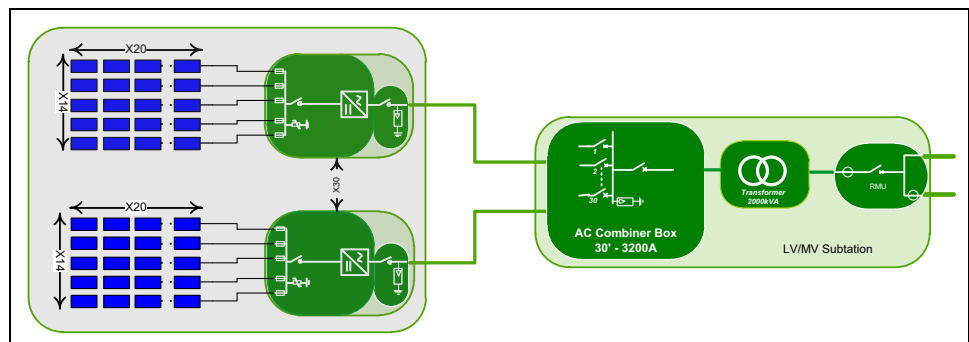 X20
X14
X30
X20
X14
1
2
30
AC Combiner Box
30' - 3200A
Transformer
2000kVA
RMU
LV/MV Subtation